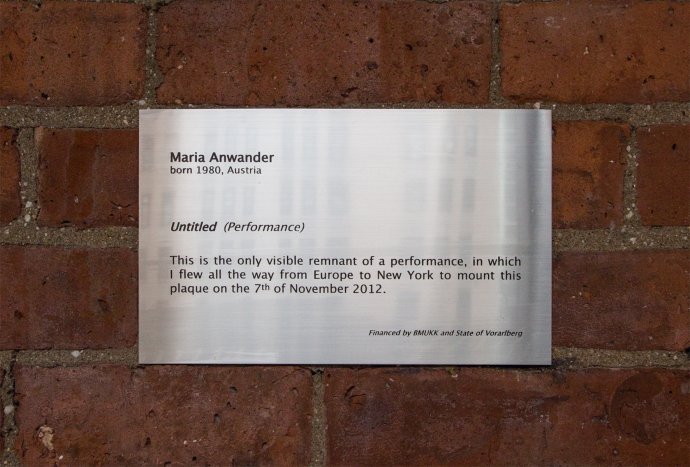 Maria Anwander
born 1980, Austria
Untitled (Performance)
This is the only visible remnant of a performance, in which
I flew all the way from Europe to New York to mount this
plaque on the 7th of November 2012.
Financed by BMUKK and State of Vorarlberg